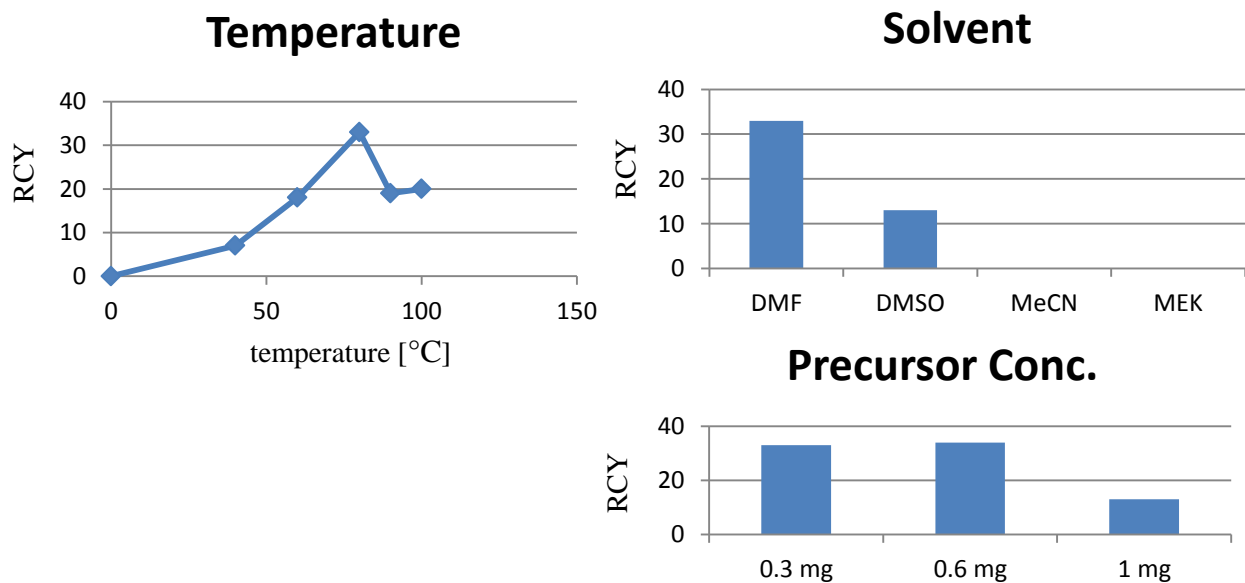 Temperature
40
30
20
10
0
RCY
0 50 100 150
temperature [°C]
Solvent
40
30
20
10
0
RCY
DMF DMSO MeCN MEK
Precursor Conc.
40
20
0
RCY
0.3 mg 0.6 mg 1 mg